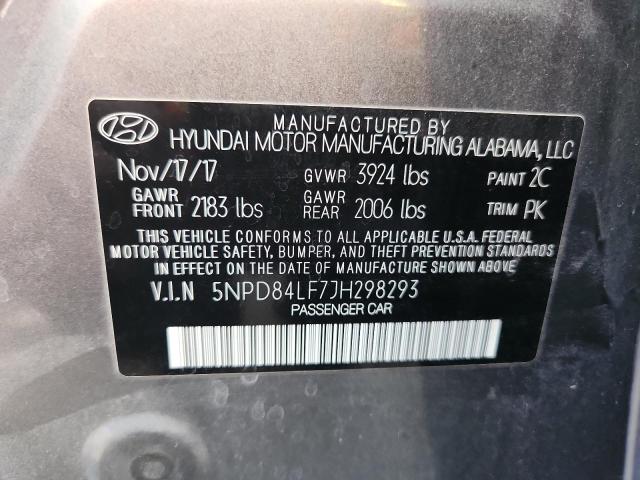 MANUFACTURED BY
HYUNDAI MOTOR MANUFACTURING ALABAMA, LLC
Nov/17/17 GVWR 3924 lbs PAINT 2C
GAWR FRONT 2183 lbs GAWR REAR 2006 lbs TRIM PK
THIS VEHICLE CONFORMS TO ALL APPLICABLE U.S.A. FEDERAL
MOTOR VEHICLE SAFETY, BUMPER, AND THEFT PREVENTION STANDARDS
IN EFFECT ON THE DATE OF MANUFACTURE SHOWN ABOVE.
V.I.N 5NPD84LF7JH298293
PASSENGER CAR